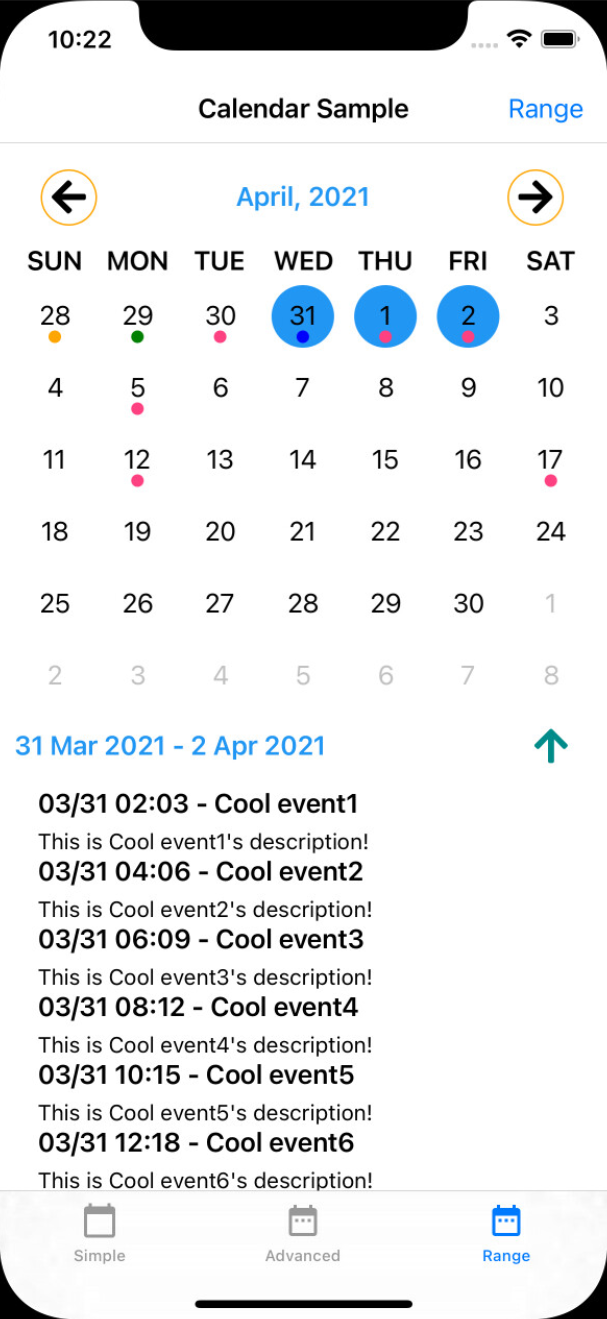 10:22
Calendar Sample Range
April, 2021
SUN MON TUE WED THU FRI SAT
28 29 30 31 1 2 3
4 5 6 7 8 9 10
11 12 13 14 15 16 17
18 19 20 21 22 23 24
25 26 27 28 29 30 1
2 3 4 5 6 7 8
31 Mar 2021 - 2 Apr 2021
03/31 02:03 - Cool event1
This is Cool event1's description!
03/31 04:06 - Cool event2
This is Cool event2's description!
03/31 06:09 - Cool event3
This is Cool event3's description!
03/31 08:12 - Cool event4
This is Cool event4's description!
03/31 10:15 - Cool event5
This is Cool event5's description!
03/31 12:18 - Cool event6
This is Cool event6's description!
Simple Advanced Range